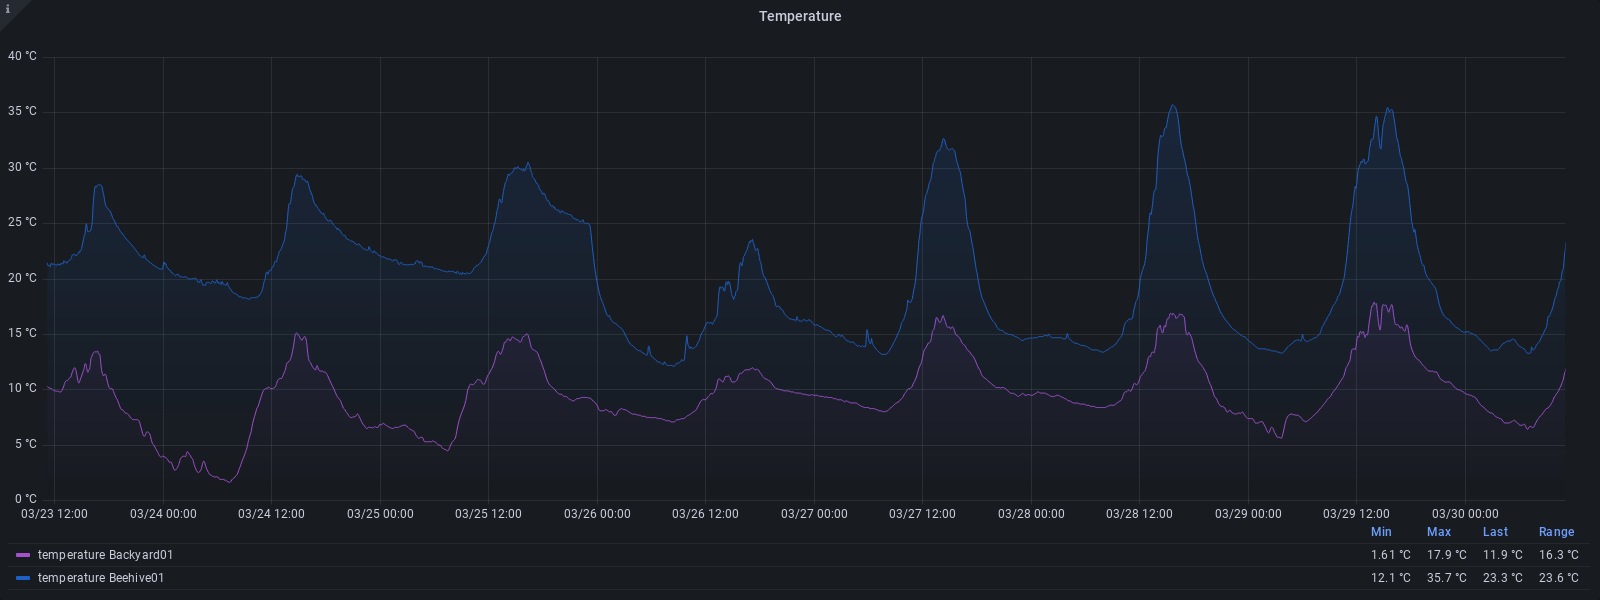 i
Temperature
40 °C
35 °C
30 °C
25 °C
20 °C
15 °C
10 °C
5 °C
0 °C
03/23 12:00 03/24 00:00 03/24 12:00 03/25 00:00 03/25 12:00 03/26 00:00 03/26 12:00 03/27 00:00 03/27 12:00 03/28 00:00 03/28 12:00 03/29 00:00 03/29 12:00 03/30 00:00
Min Max Last Range
temperature Backyard01 1.61 °C 17.9 °C 11.9 °C 16.3 °C
temperature Beehive01 12.1 °C 35.7 °C 23.3 °C 23.6 °C